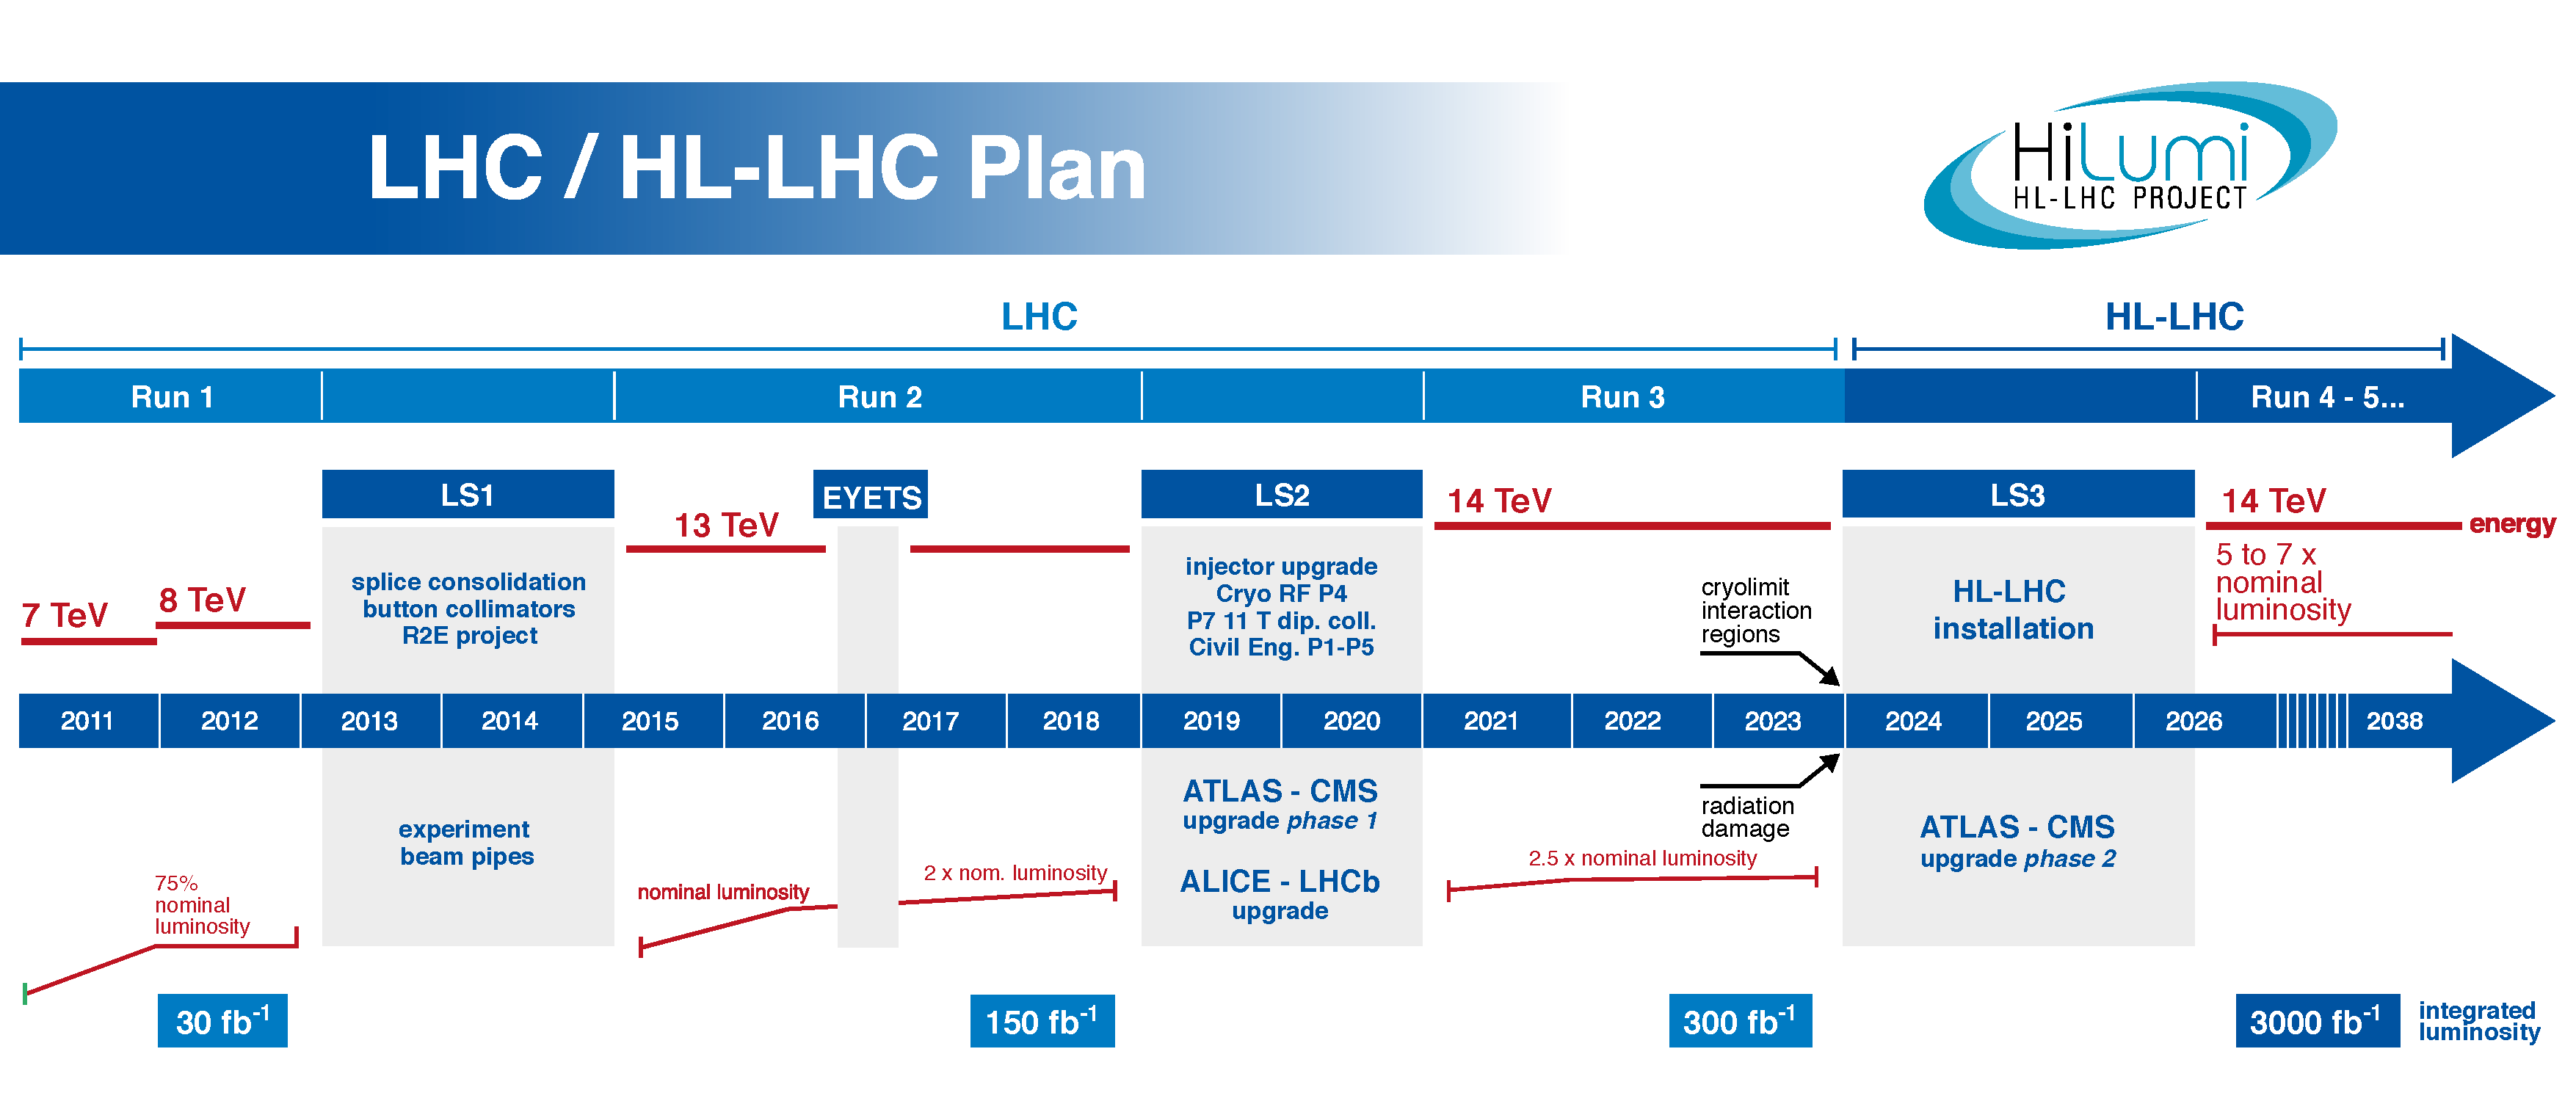 LHC / HL-LHC Plan
HiLumi
HL-LHC PROJECT
LHC
HL-LHC
Run 1
Run 2
Run 3
Run 4 - 5...
LS1
EYETS
LS2
LS3
13 TeV
14 TeV
14 TeV
energy
7 TeV
8 TeV
splice consolidation
button collimators
R2E project
injector upgrade
Cryo RF P4
P7 11 T dip. coll.
Civil Eng. P1-P5
cryolimit
interaction
regions
HL-LHC
installation
5 to 7 x
nominal
luminosity
2011
2012
2013
2014
2015
2016
2017
2018
2019
2020
2021
2022
2023
2024
2025
2026
2038
75%
nominal
luminosity
experiment
beam pipes
nominal luminosity
2 x nom. luminosity
ATLAS - CMS
upgrade phase 1
ALICE - LHCb
upgrade
radiation
damage
2.5 x nominal luminosity
ATLAS - CMS
upgrade phase 2
30 fb-1
150 fb-1
300 fb-1
3000 fb-1
integrated
luminosity